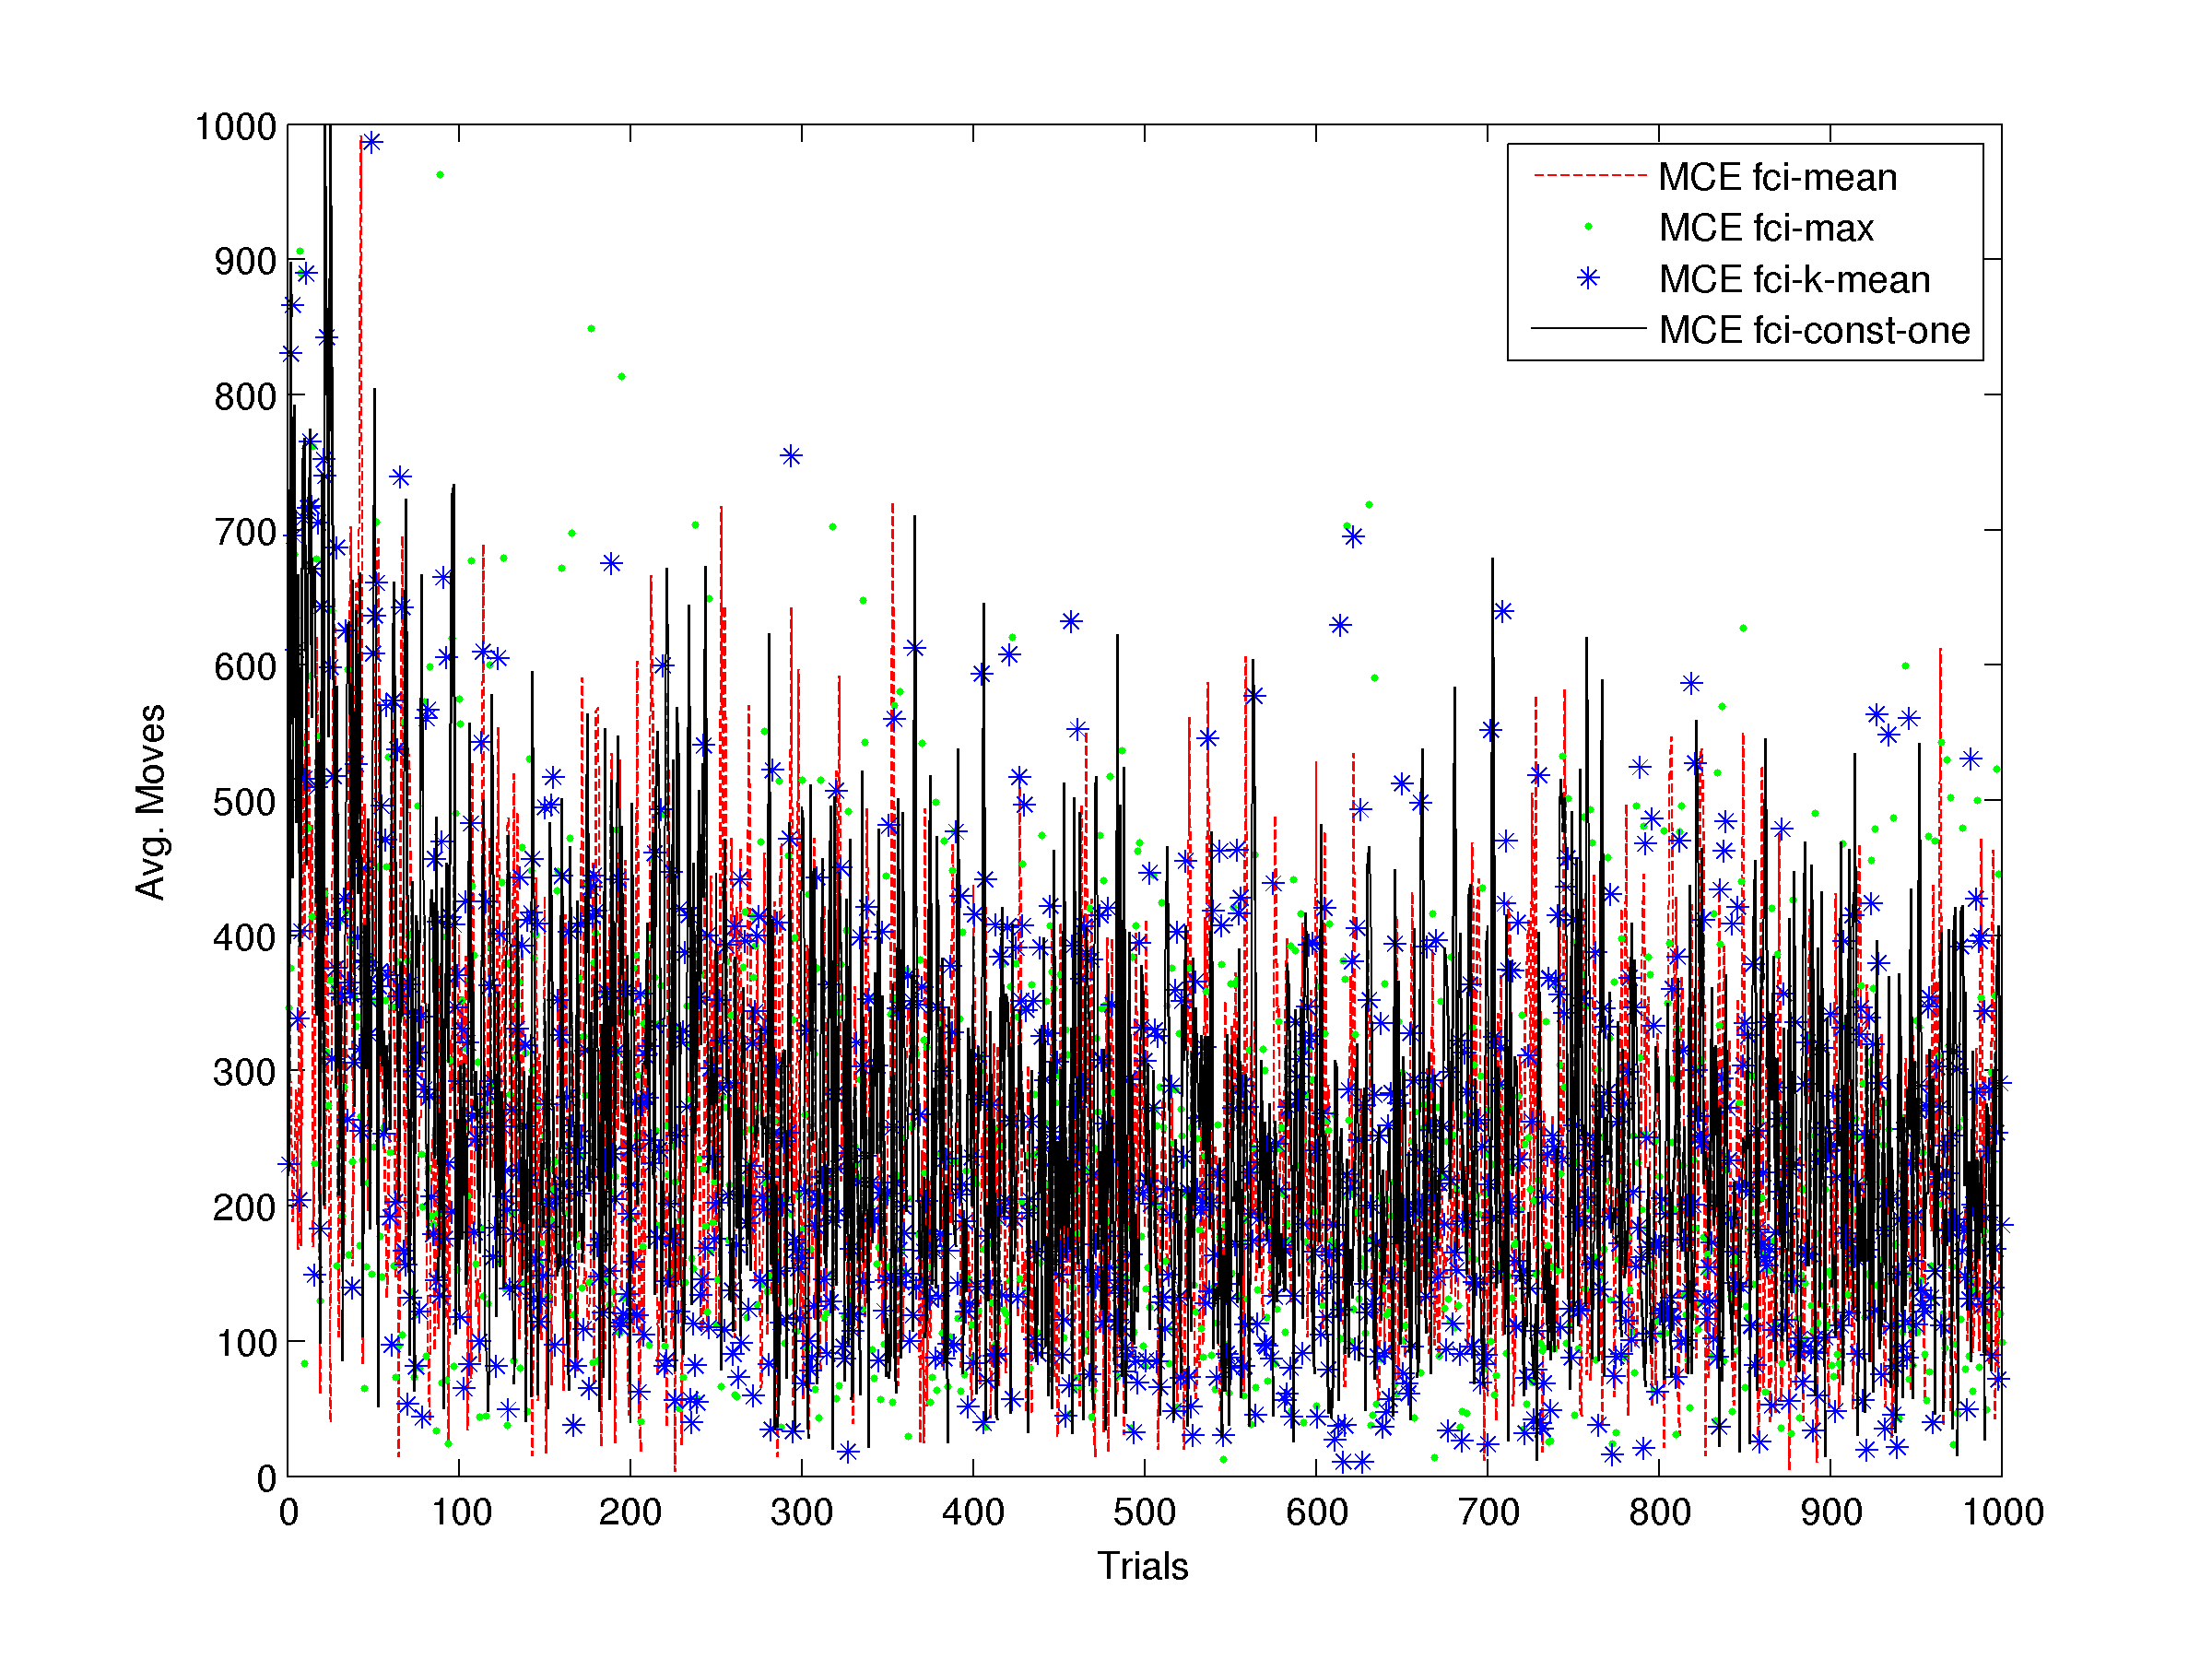 1000
900
800
700
600
500
400
300
200
100
0
Avg. Moves
MCE fci-mean
MCE fci-max
MCE fci-k-mean
MCE fci-const-one
0 100 200 300 400 500 600 700 800 900 1000
Trials